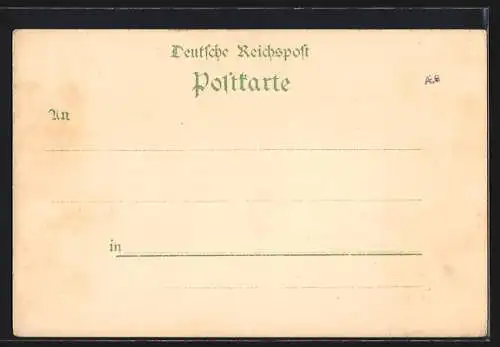 Deutsche Reichspost
Postkarte
An
in